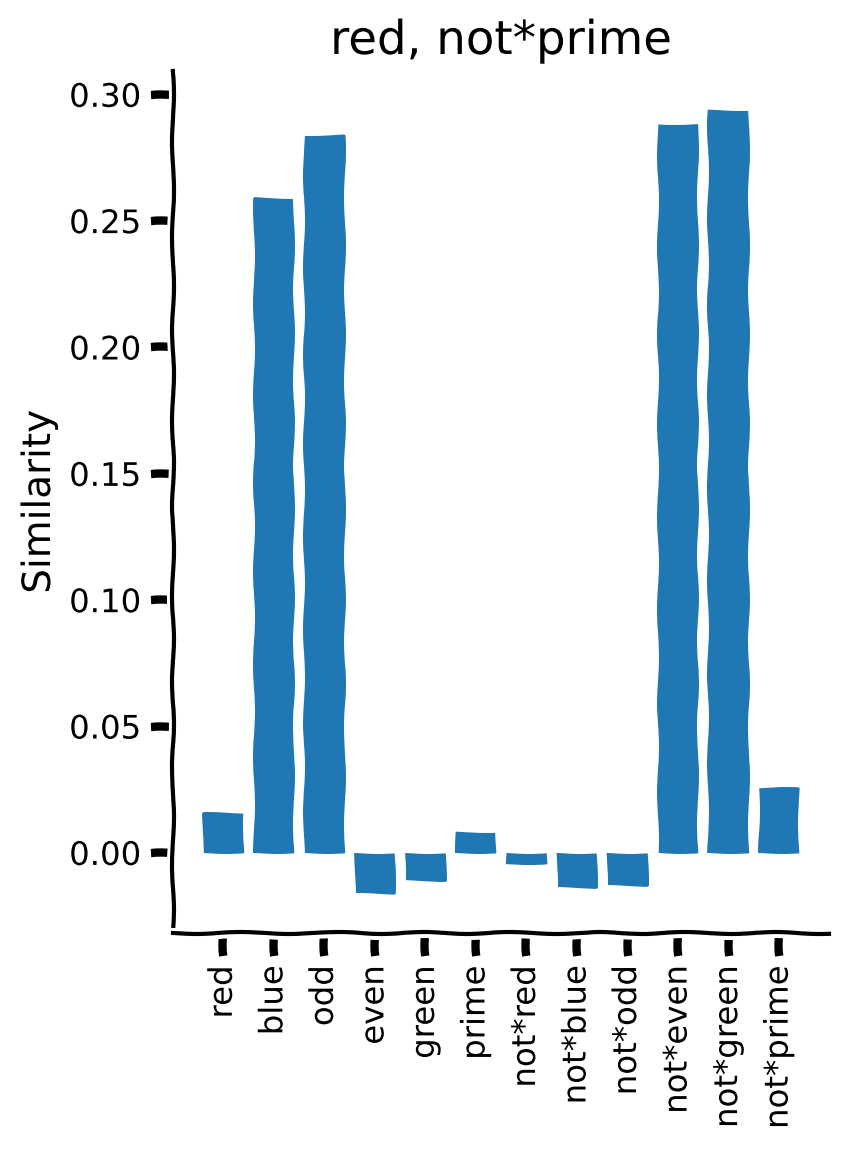 red, not*prime
Similarity
0.30
0.25
0.20
0.15
0.10
0.05
0.00
red
blue
odd
even
green
prime
not*red
not*blue
not*odd
not*even
not*green
not*prime